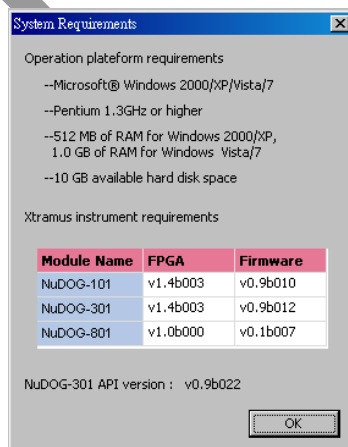 System Requirements
Operation plateform requirements
--Microsoft® Windows 2000/XP/Vista/7
--Pentium 1.3GHz or higher
--512 MB of RAM for Windows 2000/XP,
1.0 GB of RAM for Windows Vista/7
--10 GB available hard disk space
Xtramus instrument requirements
Module Name FPGA Firmware
NuDOG-101 v1.4b003 v0.9b010
NuDOG-301 v1.4b003 v0.9b012
NuDOG-801 v1.0b000 v0.1b007
NuDOG-301 API version : v0.9b022
OK